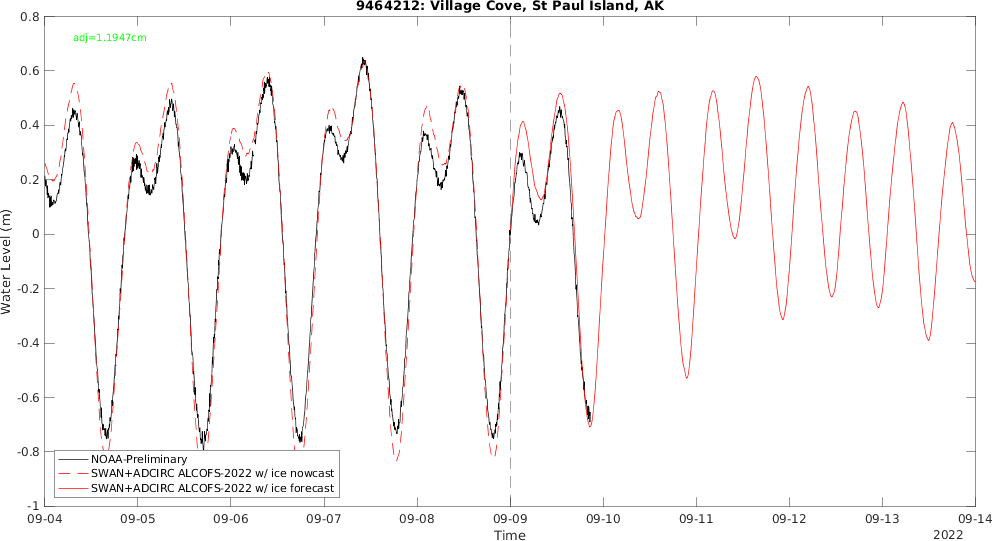 9464212: Village Cove, St Paul Island, AK
adj=1.1947cm
Water Level (m)
0.8
0.6
0.4
0.2
0
-0.2
-0.4
-0.6
-0.8
-1
NOAA-Preliminary
SWAN+ADCIRC ALCOFS-2022 w/ ice nowcast
SWAN+ADCIRC ALCOFS-2022 w/ ice forecast
09-04 09-05 09-06 09-07 09-08 09-09 09-10 09-11 09-12 09-13 09-14
Time
2022